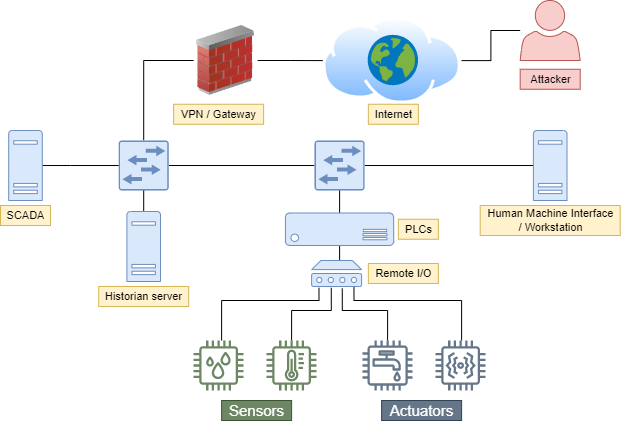 Attacker
VPN / Gateway
Internet
SCADA
Human Machine Interface
/ Workstation
PLCs
Remote I/O
Historian server
Sensors
Actuators